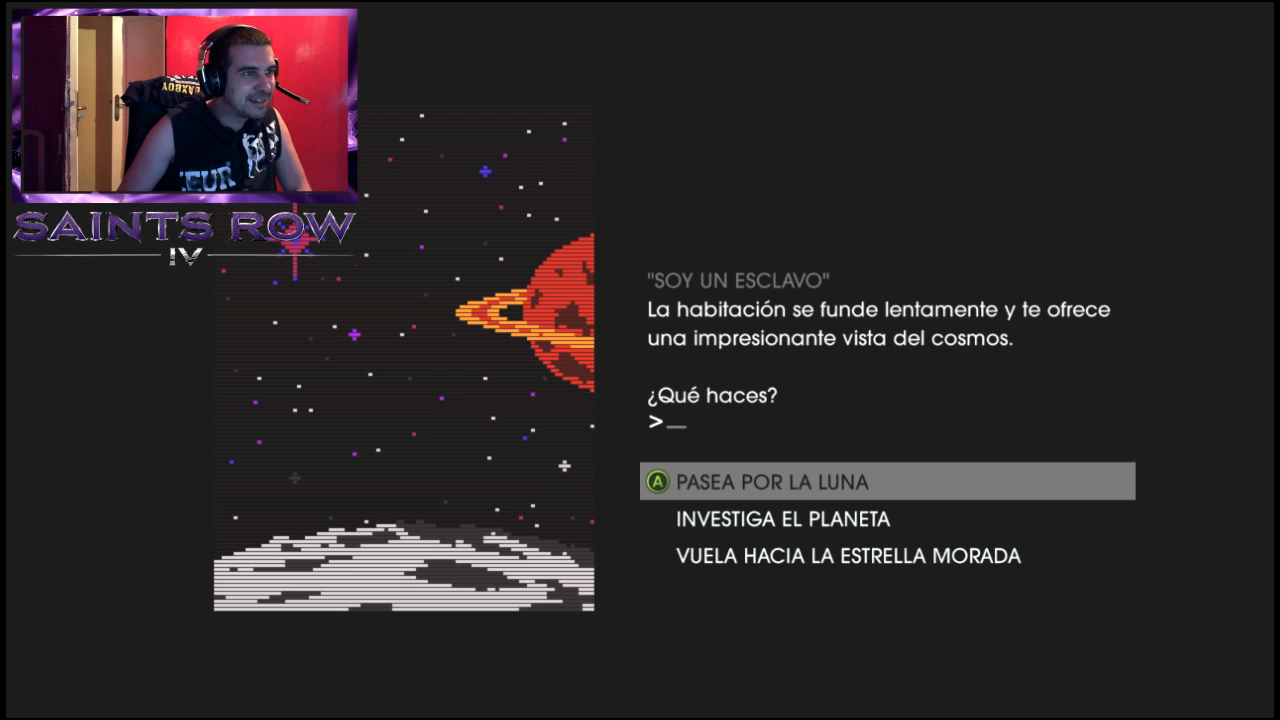 SAINTS ROW
IV
"SOY UN ESCLAVO"
La habitación se funde lentamente y te ofrece
una impresionante vista del cosmos.
¿Qué haces?
>_
A PASEA POR LA LUNA
INVESTIGA EL PLANETA
VUELA HACIA LA ESTRELLA MORADA